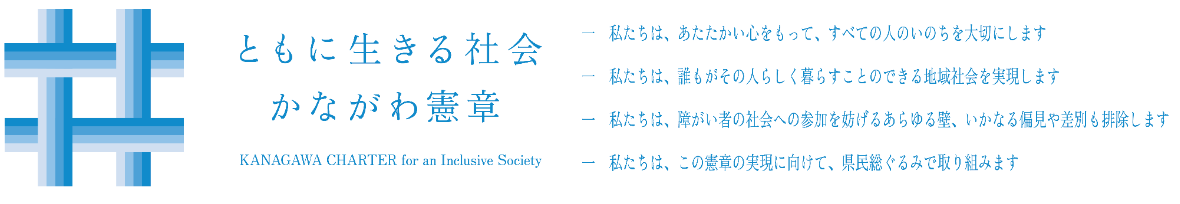 ともに生きる社会
かながわ憲章
KANAGAWA CHARTER for an Inclusive Society
一 私たちは、あたたかい心をもって、すべての人のいのちを大切にします
一 私たちは、誰もがその人らしく暮らすことのできる地域社会を実現します
一 私たちは、障がい者の社会への参加を妨げるあらゆる壁、いかなる偏見や差別も排除します
一 私たちは、この憲章の実現に向けて、県民総ぐるみで取り組みます